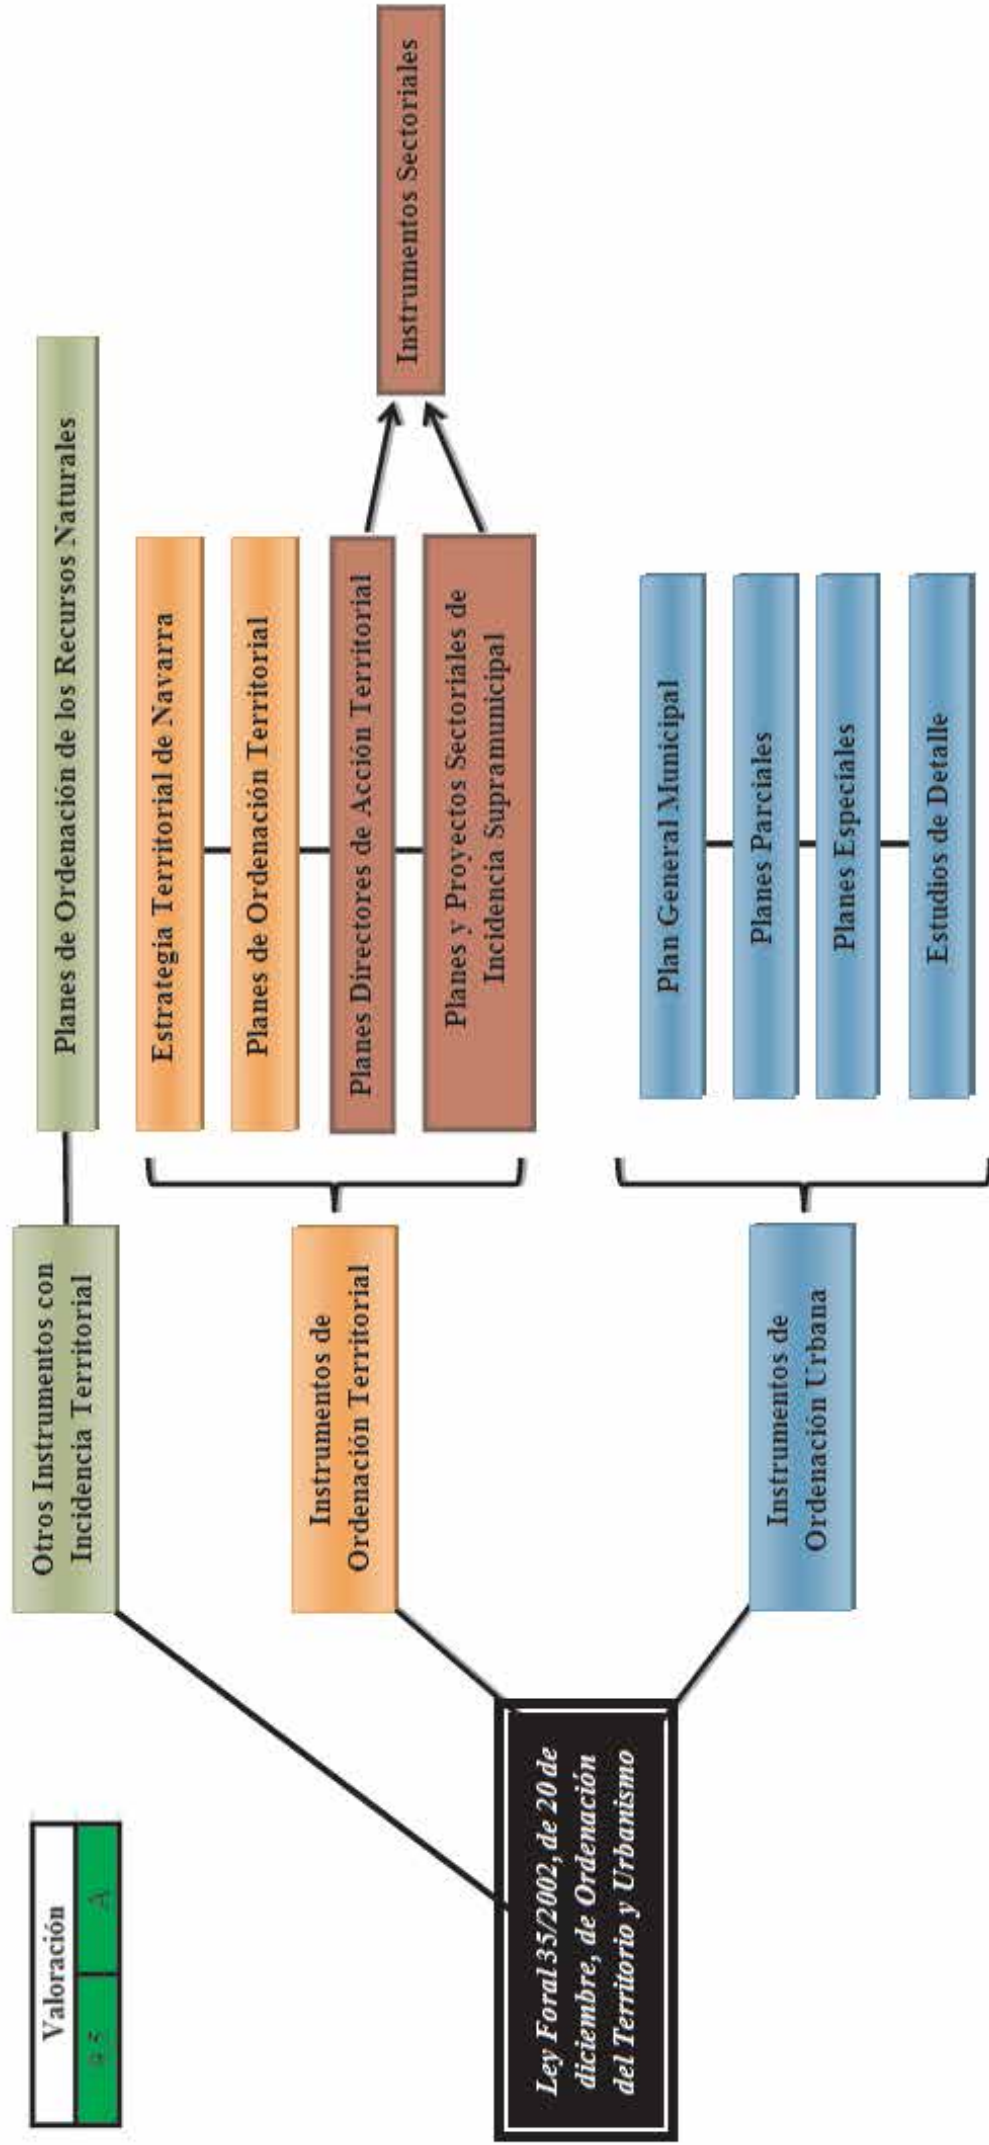 Valoración
A
Otros Instrumentos con
Incidencia Territorial
Planes de Ordenación de los Recursos Naturales
Ley Foral 35/2002, de 20 de
diciembre, de Ordenación
del Territorio y Urbanismo
Instrumentos de
Ordenación Territorial
Estrategia Territorial de Navarra
Planes de Ordenación Territorial
Planes Directores de Acción Territorial
Planes y Proyectos Sectoriales de
Incidencia Supramunicipal
Instrumentos Sectoriales
Instrumentos de
Ordenación Urbana
Plan General Municipal
Planes Parciales
Planes Especiales
Estudios de Detalle